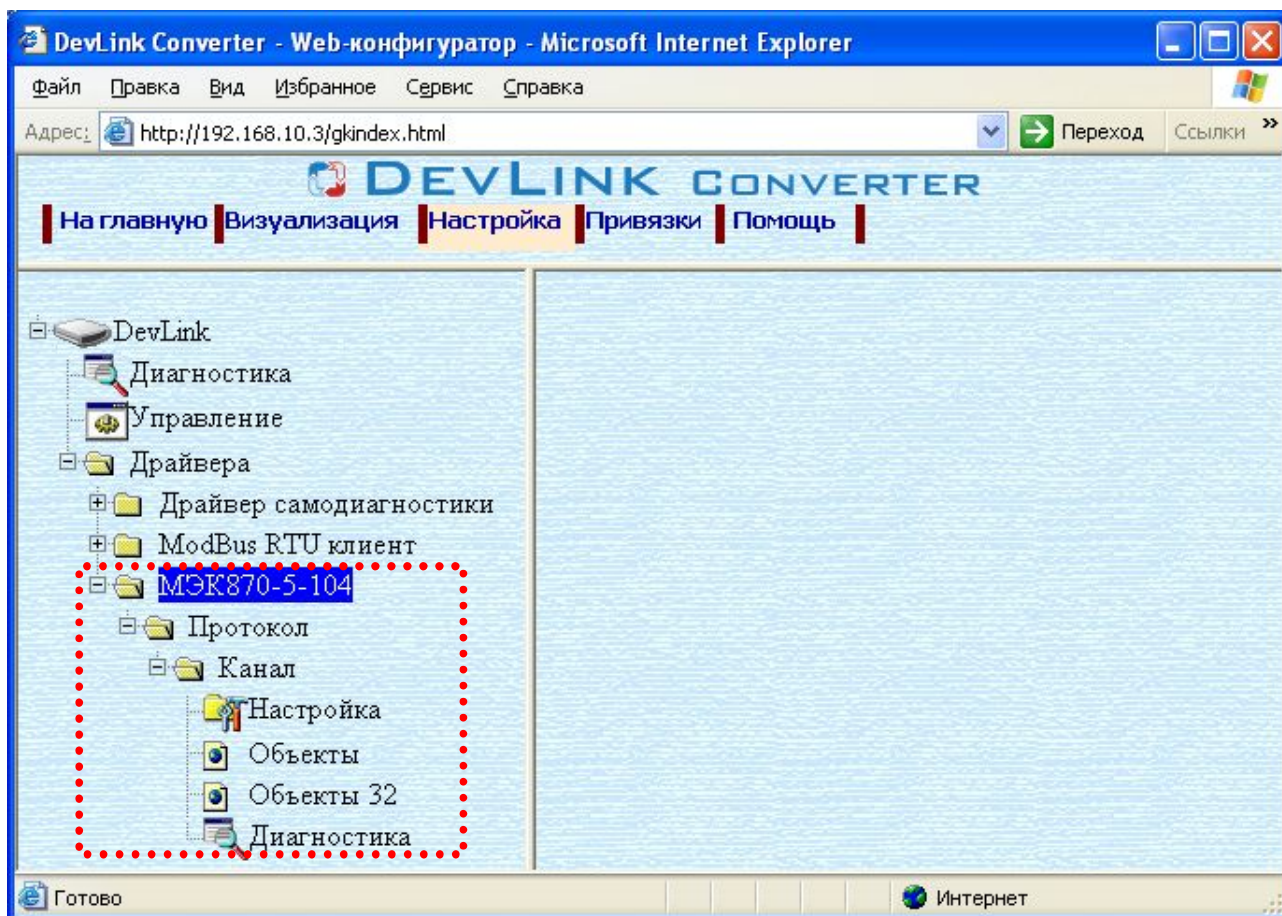 DevLink Converter - Web-конфигуратор - Microsoft Internet Explorer
Файл Правка Вид Избранное Сервис Справка
Адрес: http://192.168.10.3/gkindex.html Переход Ссылки »
DEVLINK CONVERTER
На главную Визуализация Настройка Привязки Помощь
DevLink
Диагностика
Управление
Драйвера
Драйвер самодиагностики
ModBus RTU клиент
МЭК870-5-104
Протокол
Канал
Настройка
Объекты
Объекты 32
Диагностика
Готово Интернет